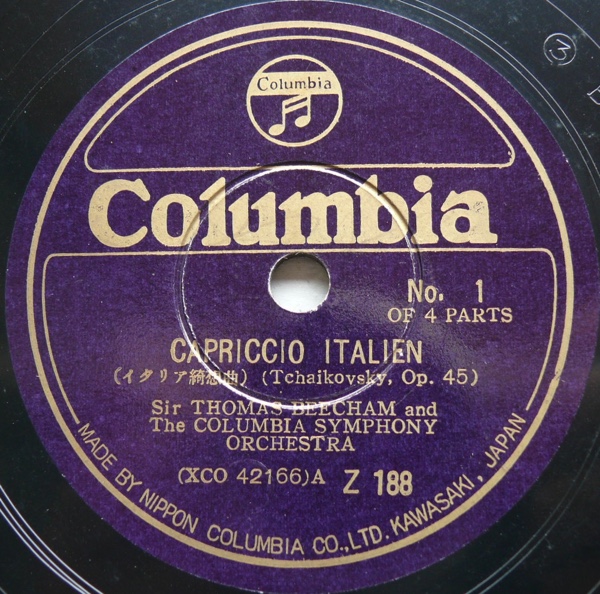 Columbia
Columbia
No. 1
OF 4 PARTS
CAPRICCIO ITALIEN
(イタリア綺想曲) (Tchaikovsky, Op. 45)
Sir THOMAS BEECHAM and
The COLUMBIA SYMPHONY
ORCHESTRA
(XCO 42166)A Z 188
MADE BY NIPPON COLUMBIA CO.,LTD. KAWASAKI, JAPAN
3